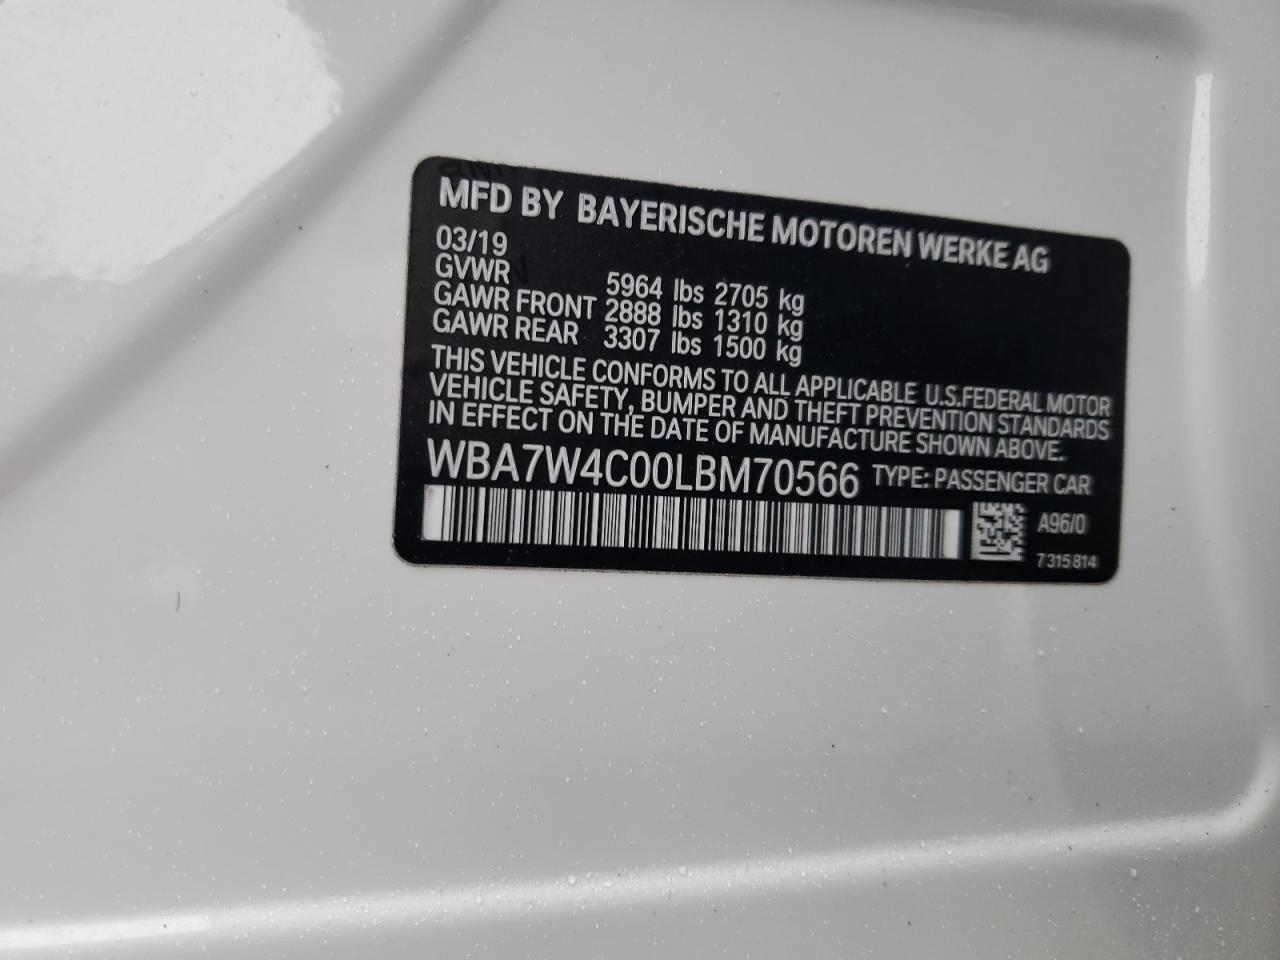 MFD BY BAYERISCHE MOTOREN WERKE AG
03/19
GVWR 5964 lbs 2705 kg
GAWR FRONT 2888 lbs 1310 kg
GAWR REAR 3307 lbs 1500 kg
THIS VEHICLE CONFORMS TO ALL APPLICABLE U.S.FEDERAL MOTOR
VEHICLE SAFETY, BUMPER AND THEFT PREVENTION STANDARDS
IN EFFECT ON THE DATE OF MANUFACTURE SHOWN ABOVE.
WBA7W4C00LBM70566 TYPE: PASSENGER CAR
A96/0
7 315 814